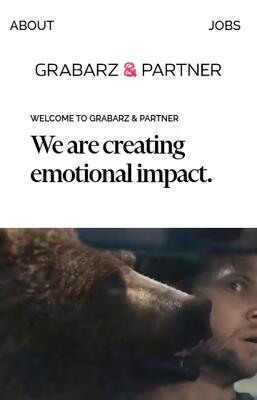 ABOUT JOBS
GRABARZ & PARTNER
WELCOME TO GRABARZ & PARTNER
We are creating
emotional impact.